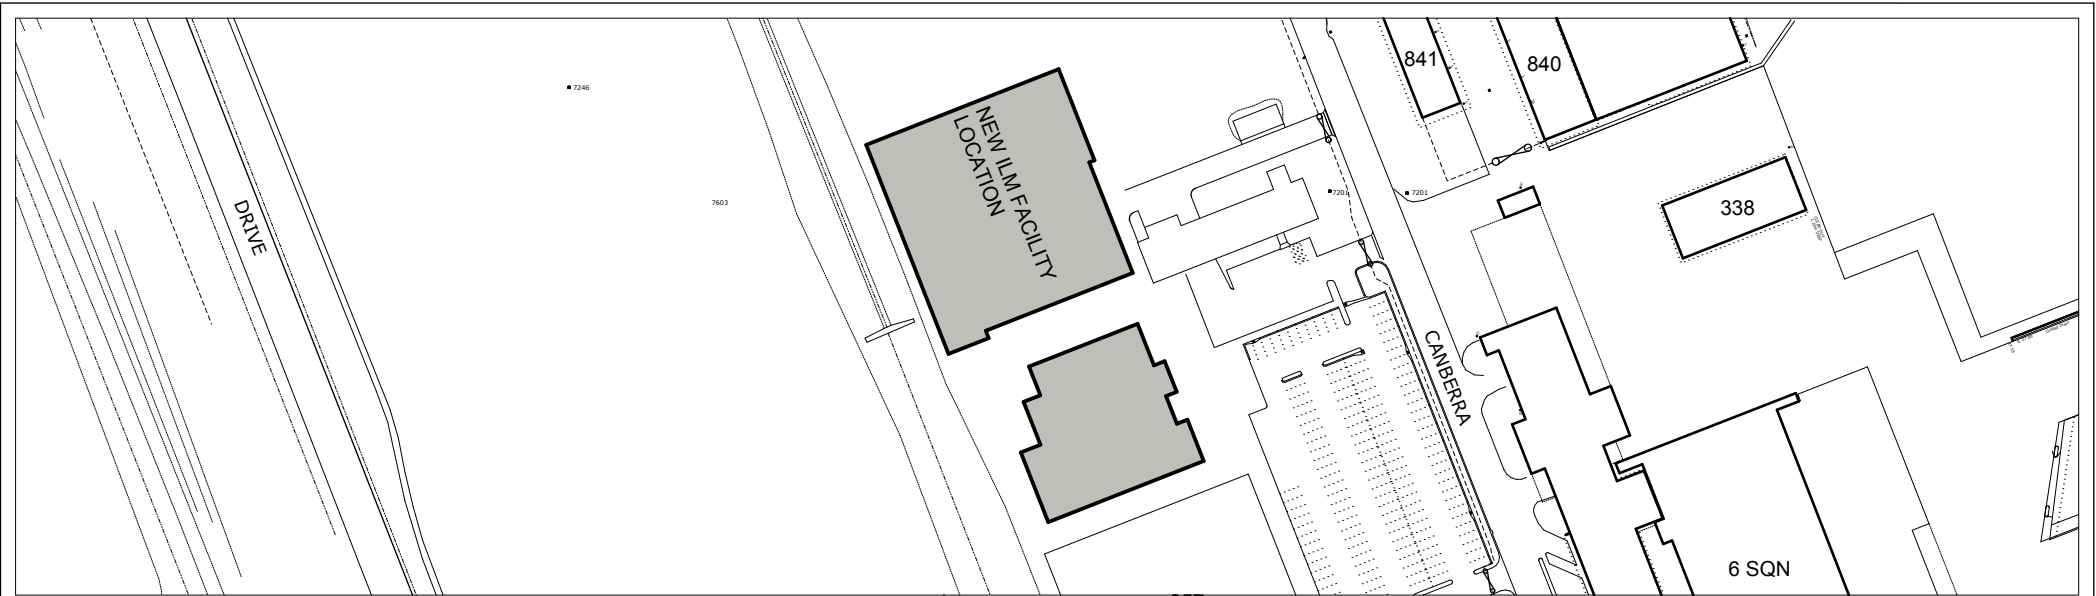 841
840
7246
NEW ILM FACILITY
LOCATION
7201
7201
7603
338
DRIVE
CANBERRA
6 SQN